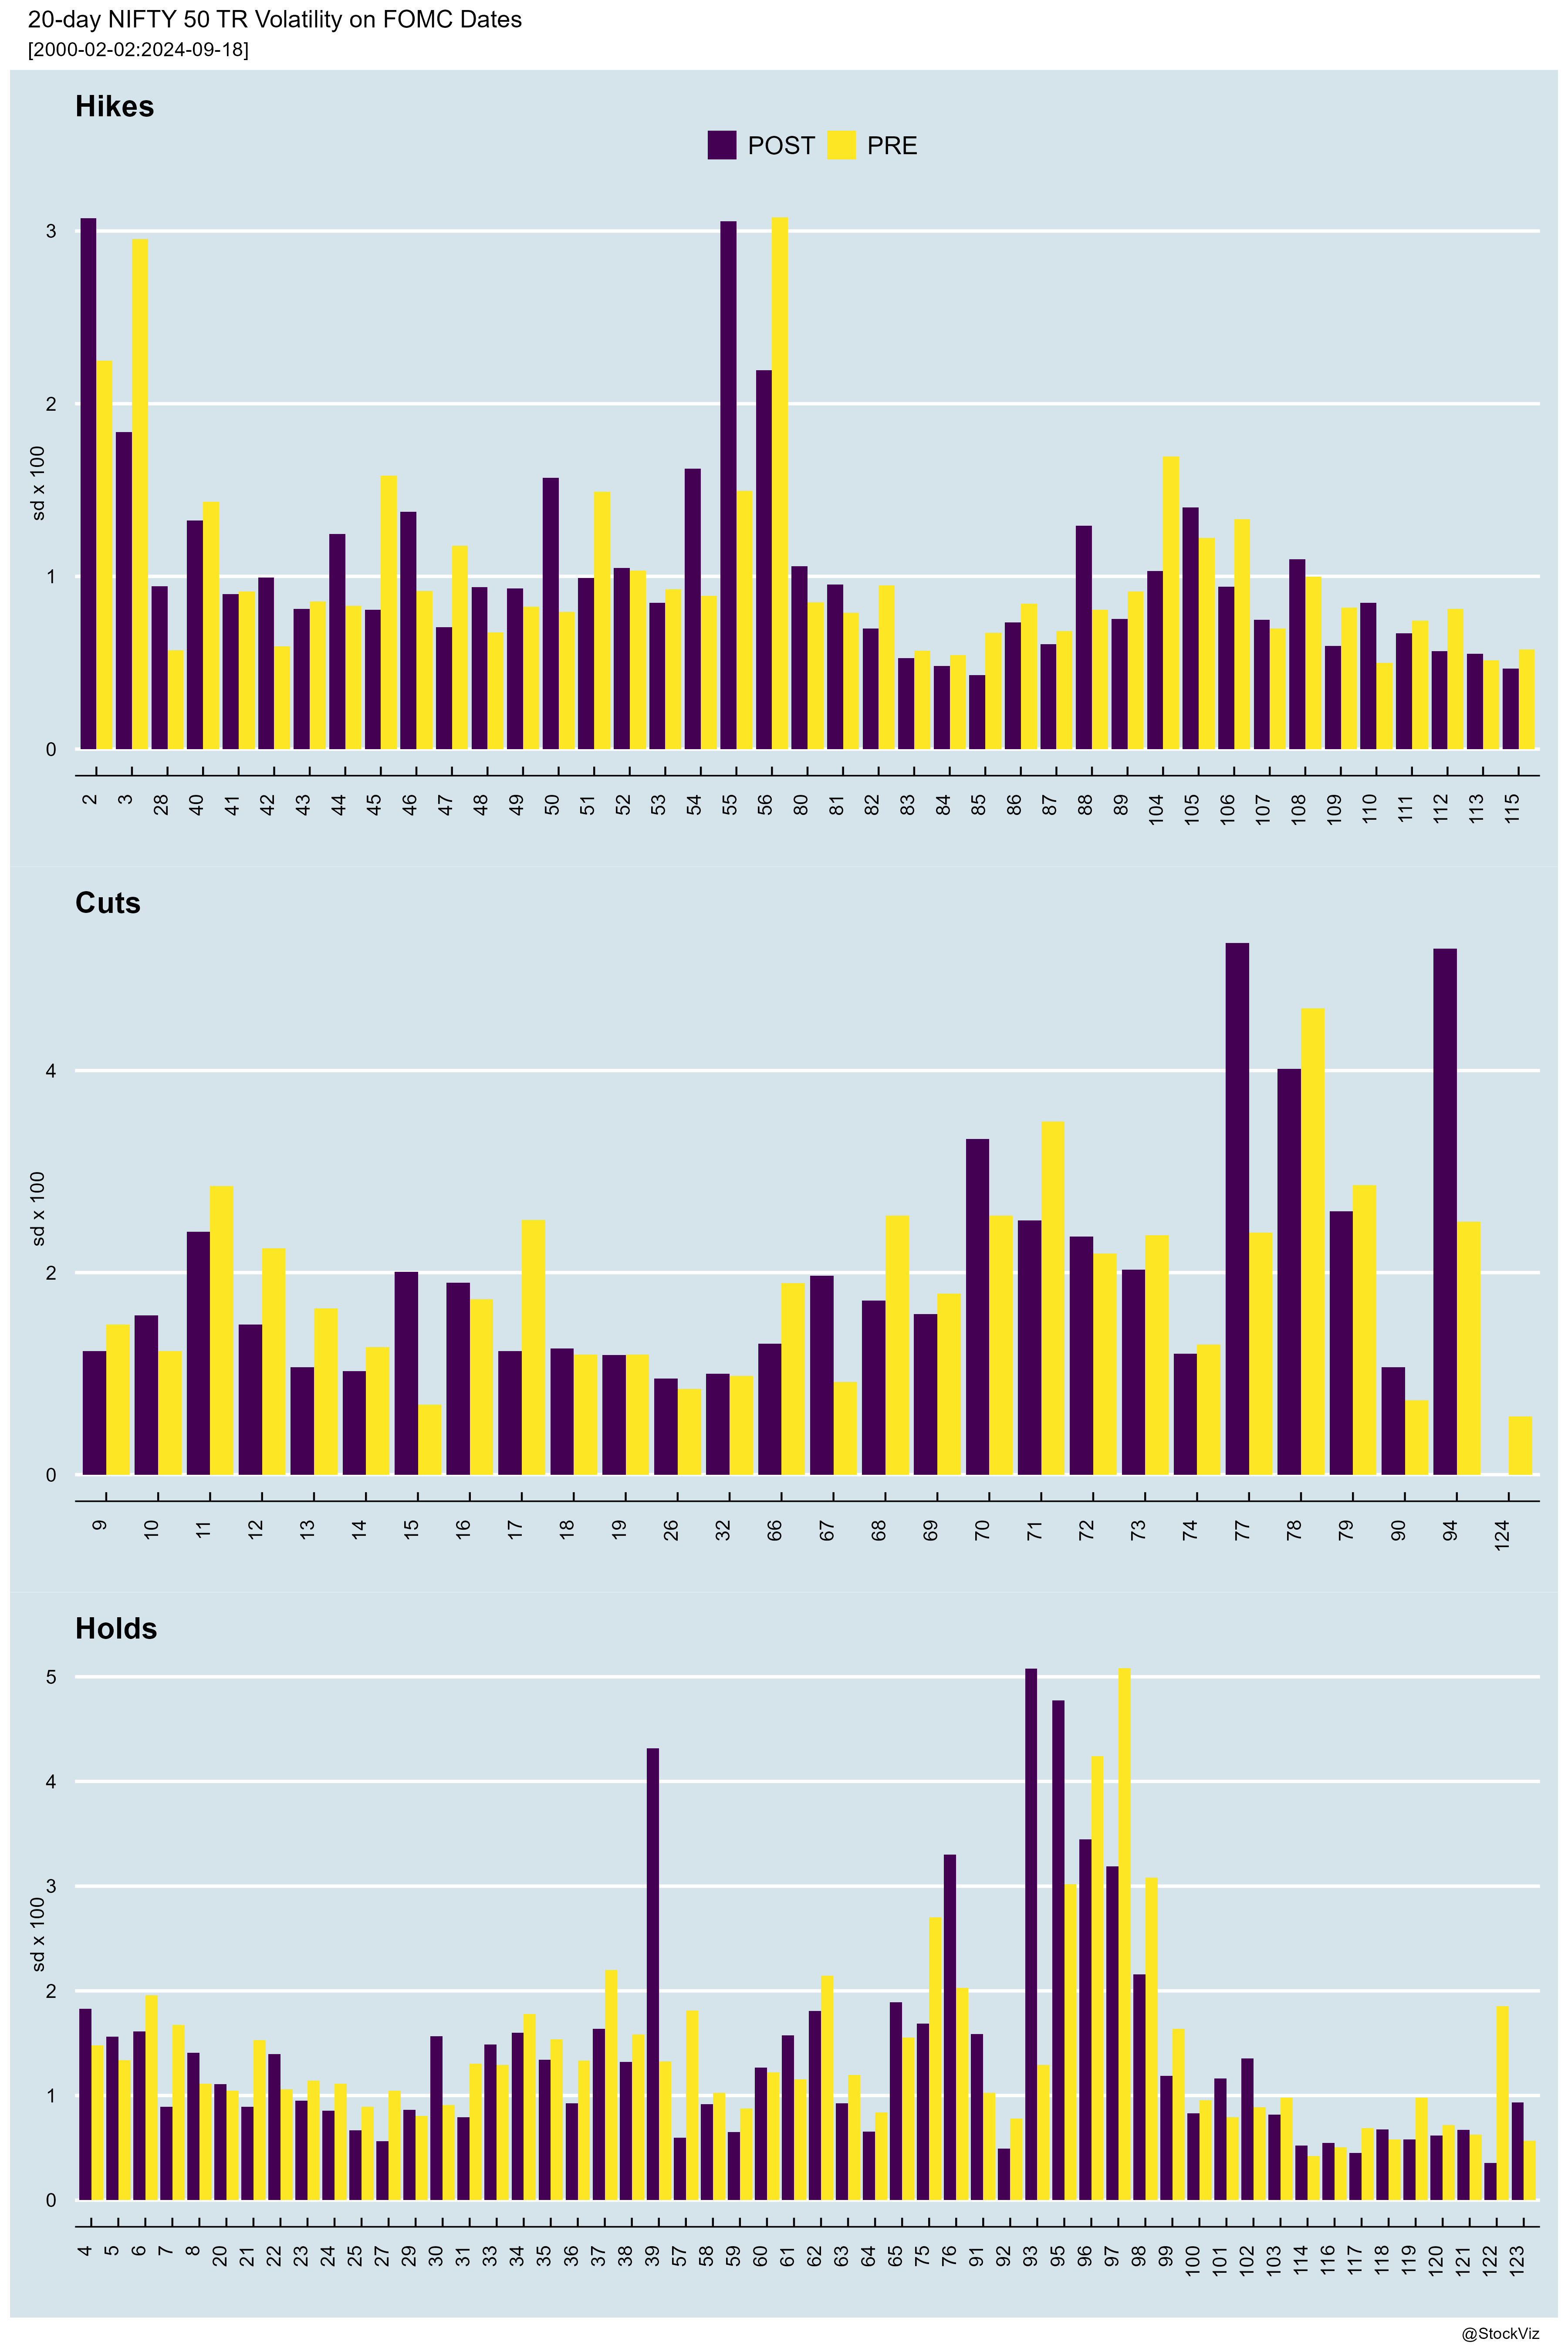 20-day NIFTY 50 TR Volatility on FOMC Dates
[2000-02-02:2024-09-18]
Hikes
POST PRE
3
2
1
0
sd x 100
2 3 28 40 41 42 43 44 45 46 47 48 49 50 51 52 53 54 55 56 80 81 82 83 84 85 86 87 88 89 104 105 106 107 108 109 110 111 112 113 115
Cuts
4
2
0
sd x 100
9 10 11 12 13 14 15 16 17 18 19 26 32 66 67 68 69 70 71 72 73 74 77 78 79 90 94 124
Holds
5
4
3
2
1
0
sd x 100
4 5 6 7 8 20 21 22 23 24 25 27 29 30 31 33 34 35 36 37 38 39 57 58 59 60 61 62 63 64 65 75 76 91 92 93 95 96 97 98 99 100 101 102 103 114 116 117 118 119 120 121 122 123
@StockViz